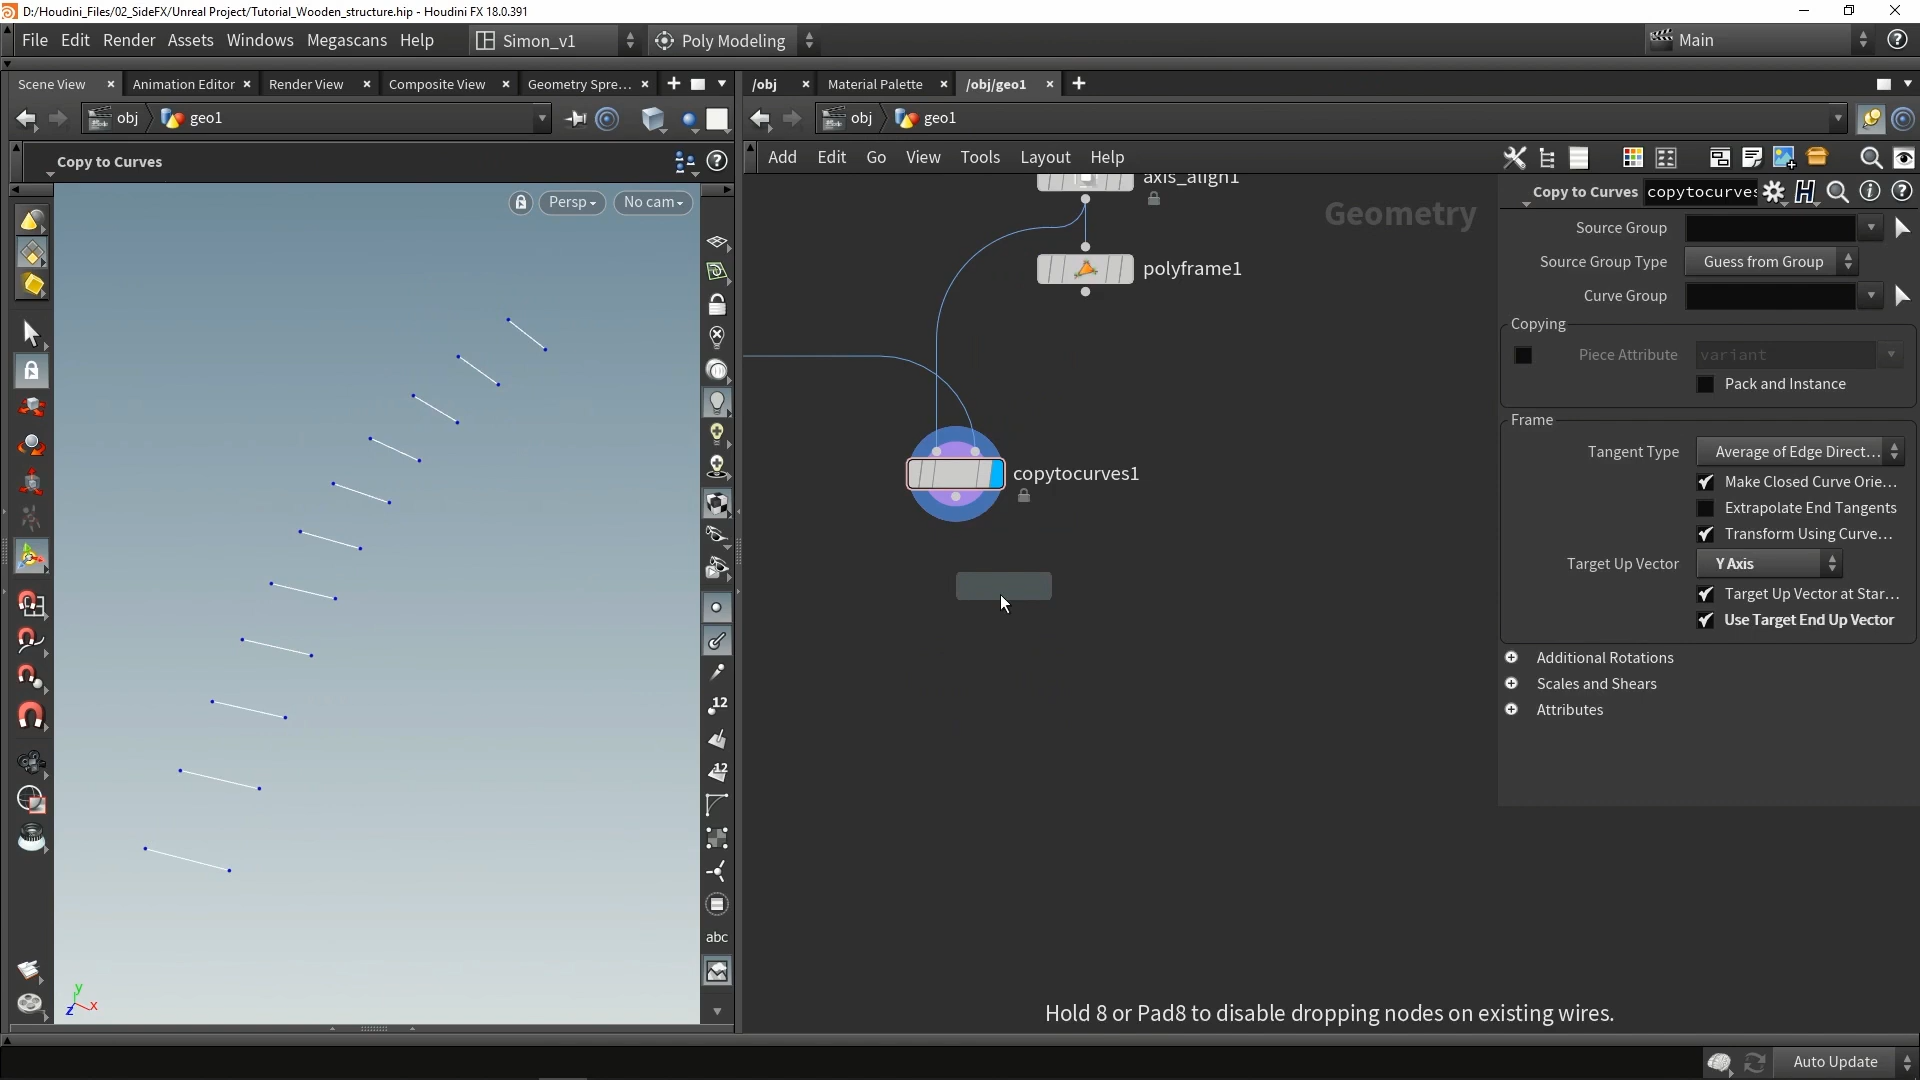 D:/Houdini_Files/02_SideFX/Unreal Project/Tutorial_Wooden_structure.hip - Houdini FX 18.0.391
File Edit Render Assets Windows Megascans Help Simon_v1 Poly Modeling Main
Scene View Animation Editor Render View Composite View Geometry Spre... /obj Material Palette /obj/geo1
obj geo1 obj geo1
Copy to Curves
Add Edit Go View Tools Layout Help
Persp No cam
axis_align1
Geometry
polyframe1
copytocurves1
Copy to Curves copytocurves
Source Group
Source Group Type Guess from Group
Curve Group
Copying
Piece Attribute variant
Pack and Instance
Frame
Tangent Type Average of Edge Direct...
Make Closed Curve Orie...
Extrapolate End Tangents
Transform Using Curve...
Target Up Vector Y Axis
Target Up Vector at Star...
Use Target End Up Vector
Additional Rotations
Scales and Shears
Attributes
12
12
abc
y
z x
Hold 8 or Pad8 to disable dropping nodes on existing wires.
Auto Update